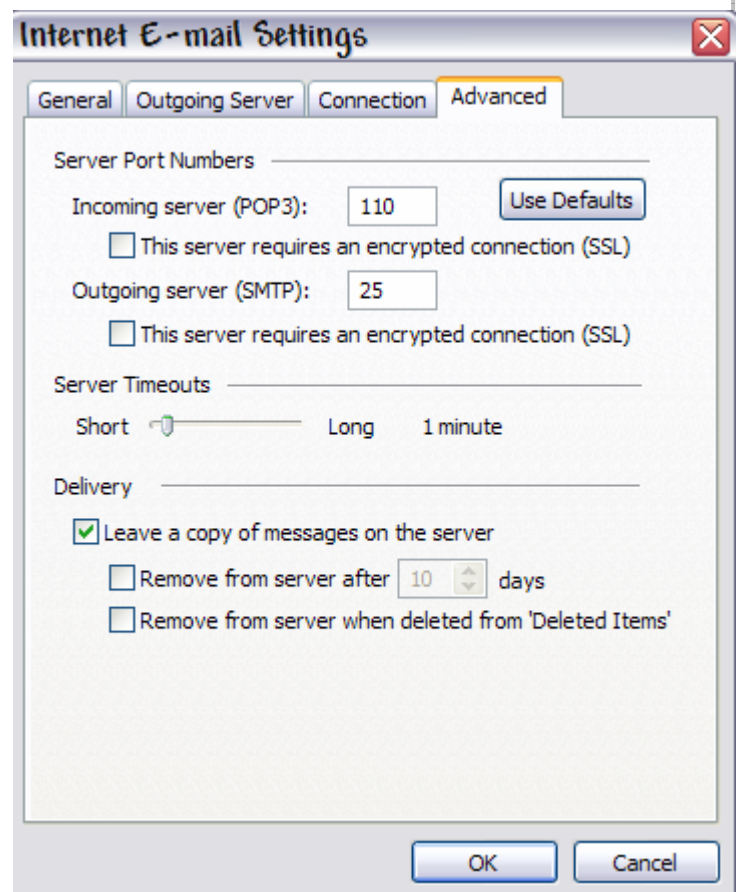 Internet E-mail Settings
General Outgoing Server Connection Advanced
Server Port Numbers
Incoming server (POP3): 110 Use Defaults
This server requires an encrypted connection (SSL)
Outgoing server (SMTP): 25
This server requires an encrypted connection (SSL)
Server Timeouts
Short Long 1 minute
Delivery
Leave a copy of messages on the server
Remove from server after 10 days
Remove from server when deleted from 'Deleted Items'
OK Cancel